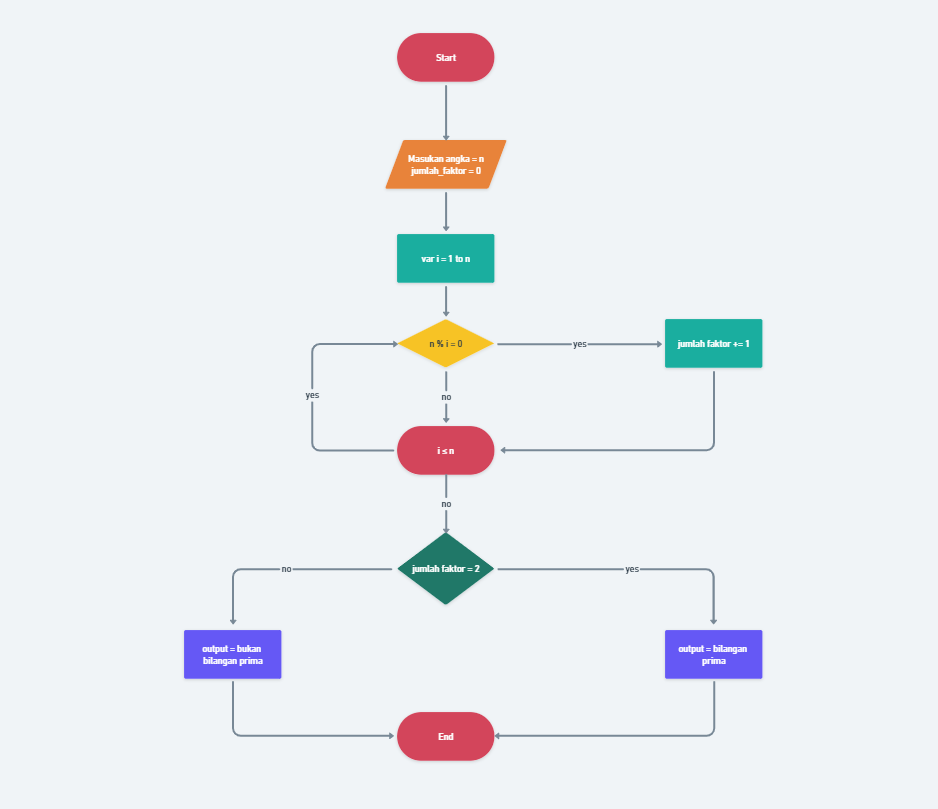 Start
Masukan angka = n
jumlah_faktor = 0
var i = 1 to n
n % i = 0
yes
jumlah faktor += 1
yes
no
i ≤ n
no
jumlah faktor = 2
no
yes
output = bukan
bilangan prima
output = bilangan
prima
End